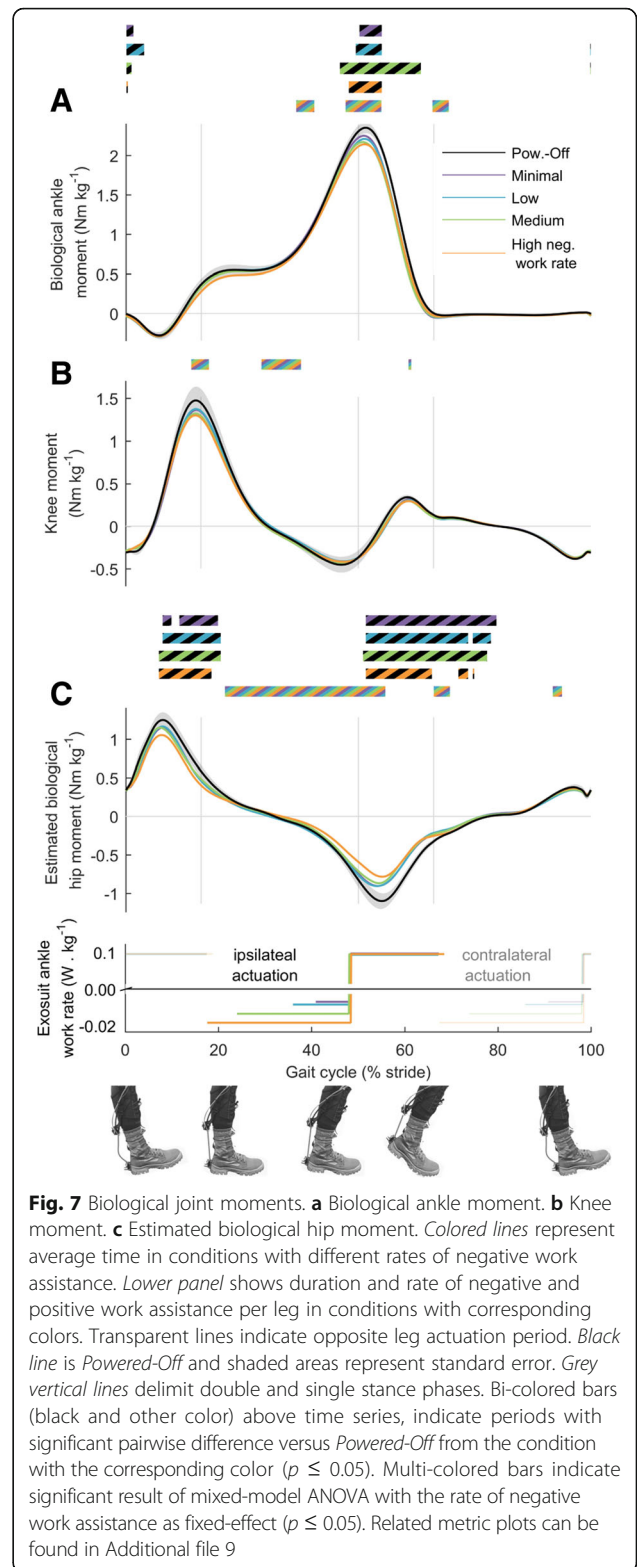 A
2
1.5
1
0.5
0
Biological ankle
moment (Nm kg-1)
Pow.-Off
Minimal
Low
Medium
High neg.
work rate
B
1.5
1
0.5
0
-0.5
Knee moment
(Nm kg-1)
C
1
0.5
0
-0.5
-1
Estimated biological
hip moment (Nm kg-1)
0.1
0.00
-0.02
Exosuit ankle
work rate (W . kg-1)
ipsilateal
actuation
contralateral
actuation
0 20 40 60 80 100
Gait cycle (% stride)
Fig. 7 Biological joint moments. a Biological ankle moment. b Knee
moment. c Estimated biological hip moment. Colored lines represent
average time in conditions with different rates of negative work
assistance. Lower panel shows duration and rate of negative and
positive work assistance per leg in conditions with corresponding
colors. Transparent lines indicate opposite leg actuation period. Black
line is Powered-Off and shaded areas represent standard error. Grey
vertical lines delimit double and single stance phases. Bi-colored bars
(black and other color) above time series, indicate periods with
significant pairwise difference versus Powered-Off from the condition
with the corresponding color (p ≤ 0.05). Multi-colored bars indicate
significant result of mixed-model ANOVA with the rate of negative
work assistance as fixed-effect (p ≤ 0.05). Related metric plots can be
found in Additional file 9